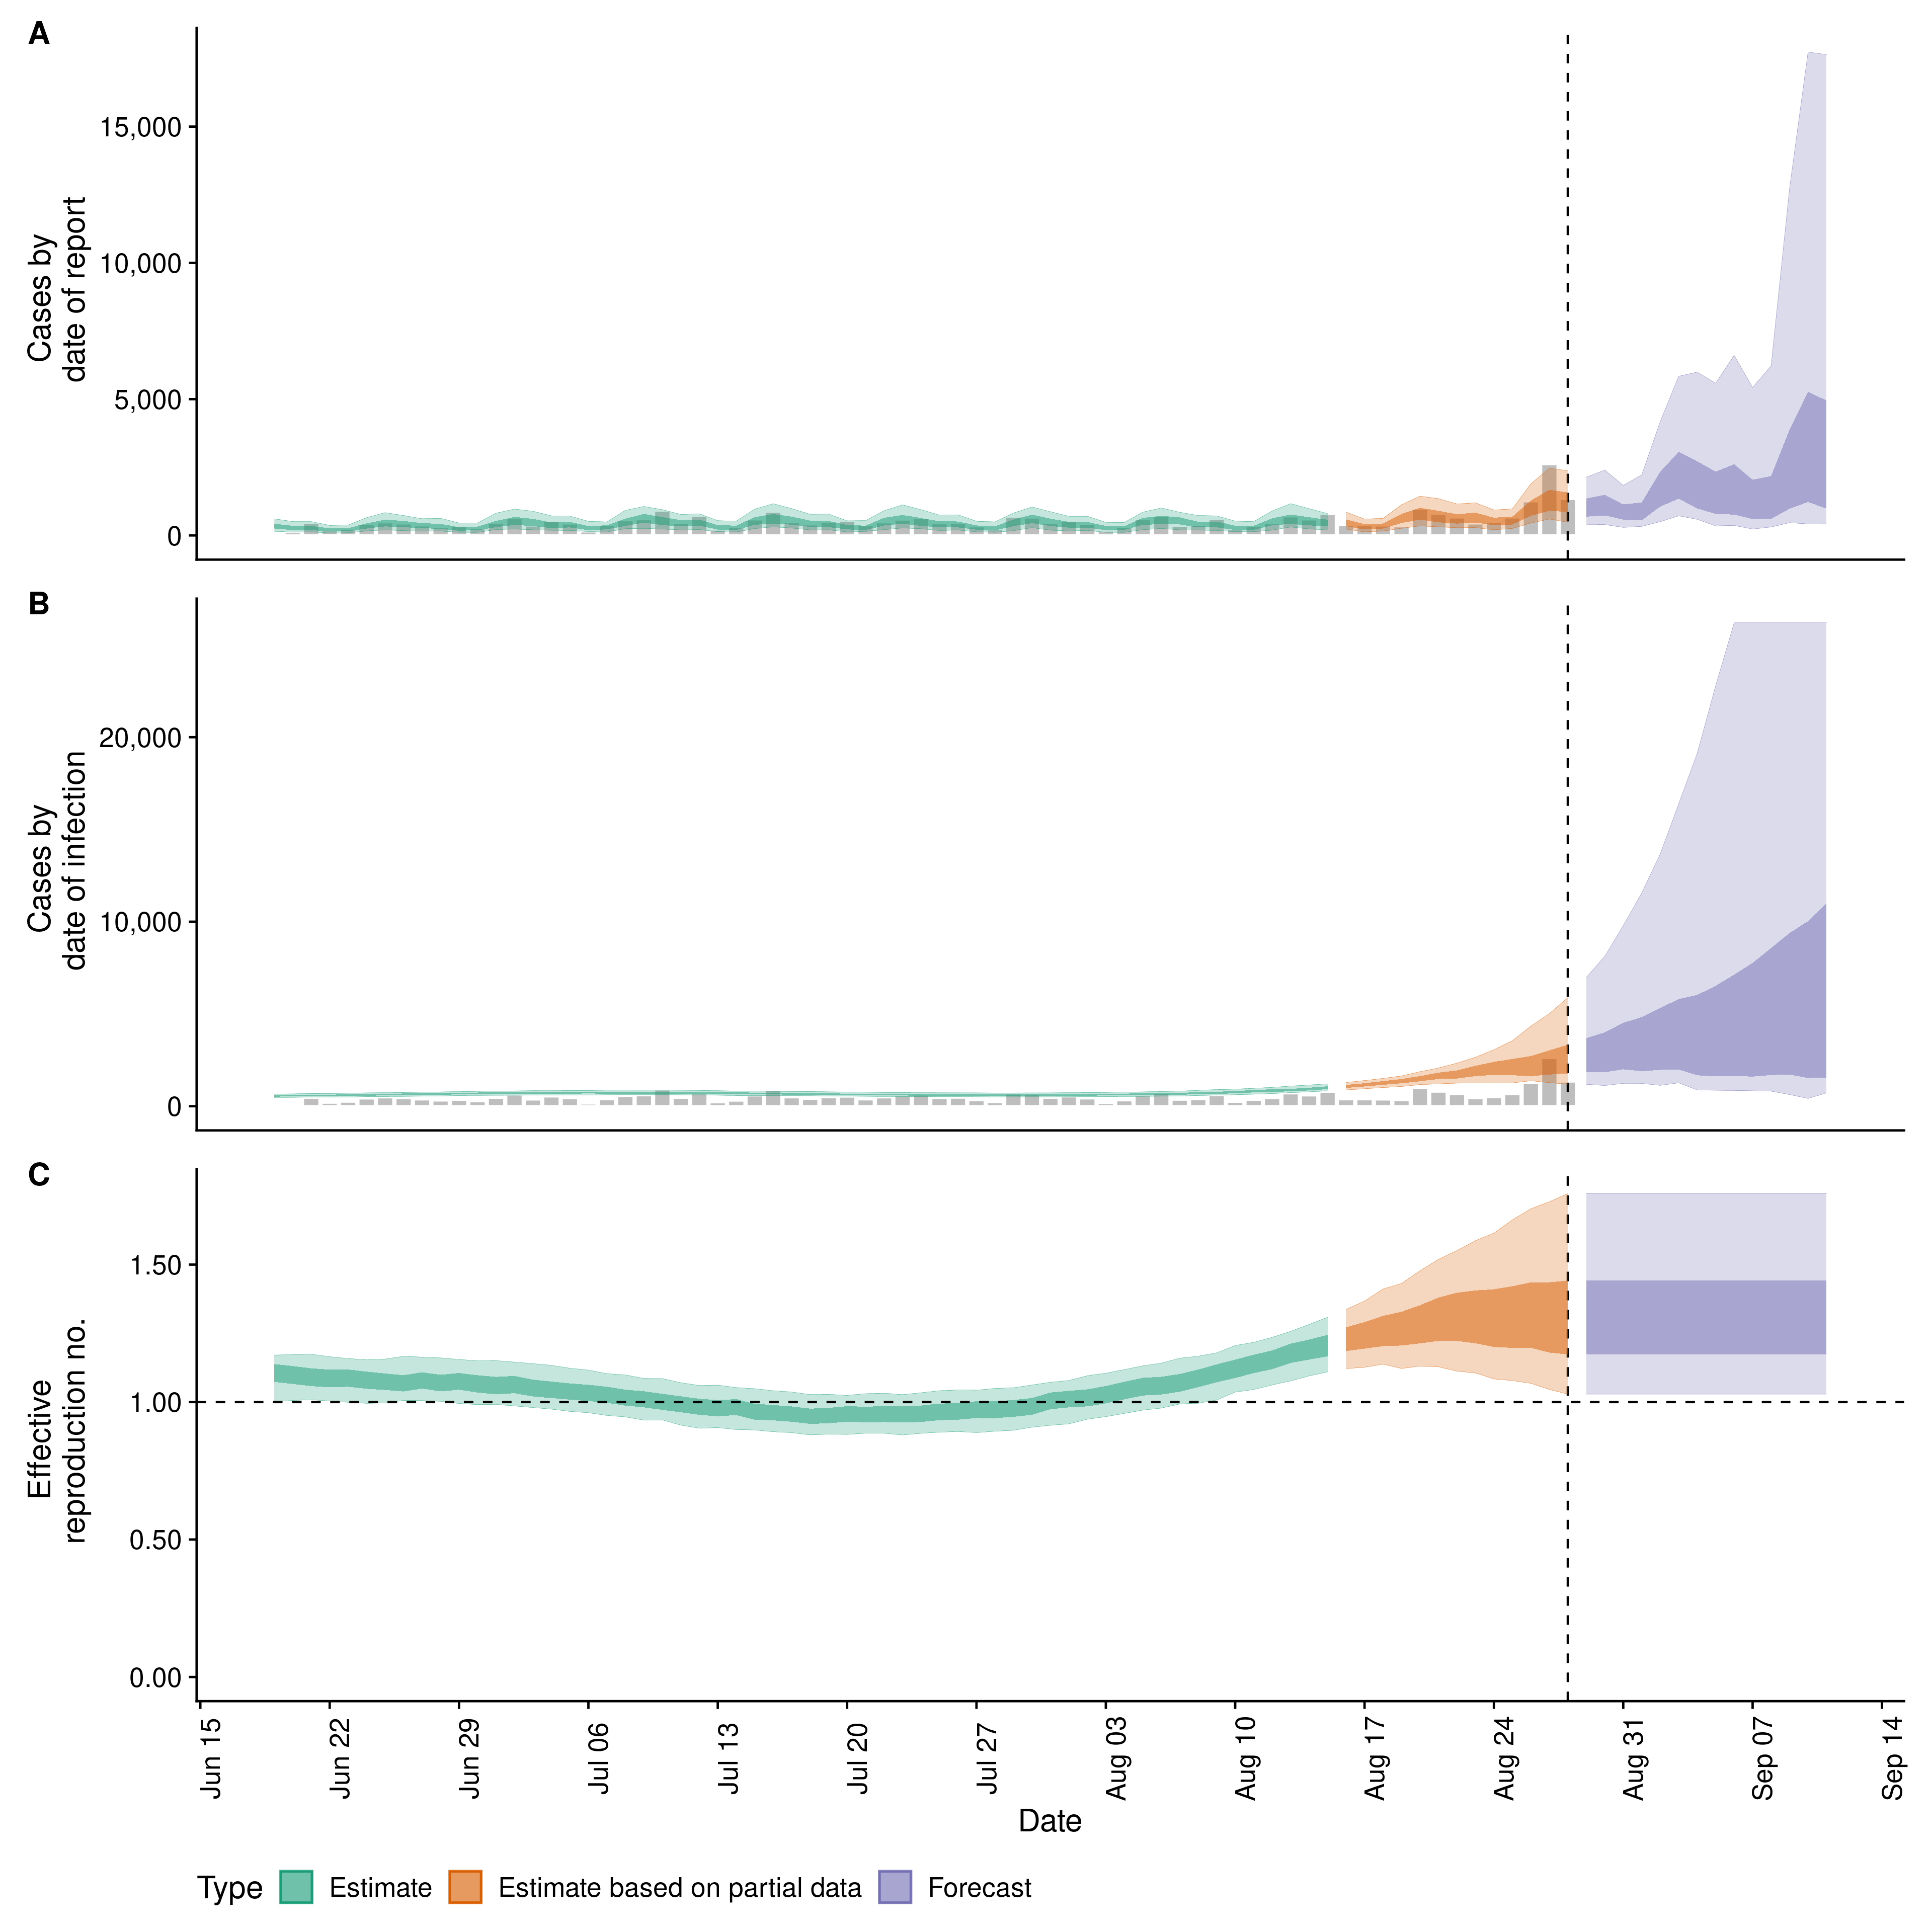 A
Cases by
date of report
15,000
10,000
5,000
0
B
Cases by
date of infection
20,000
10,000
0
C
Effective
reproduction no.
1.50
1.00
0.50
0.00
Jun 15
Jun 22
Jun 29
Jul 06
Jul 13
Jul 20
Jul 27
Aug 03
Aug 10
Aug 17
Aug 24
Aug 31
Sep 07
Sep 14
Date
Type
Estimate
Estimate based on partial data
Forecast